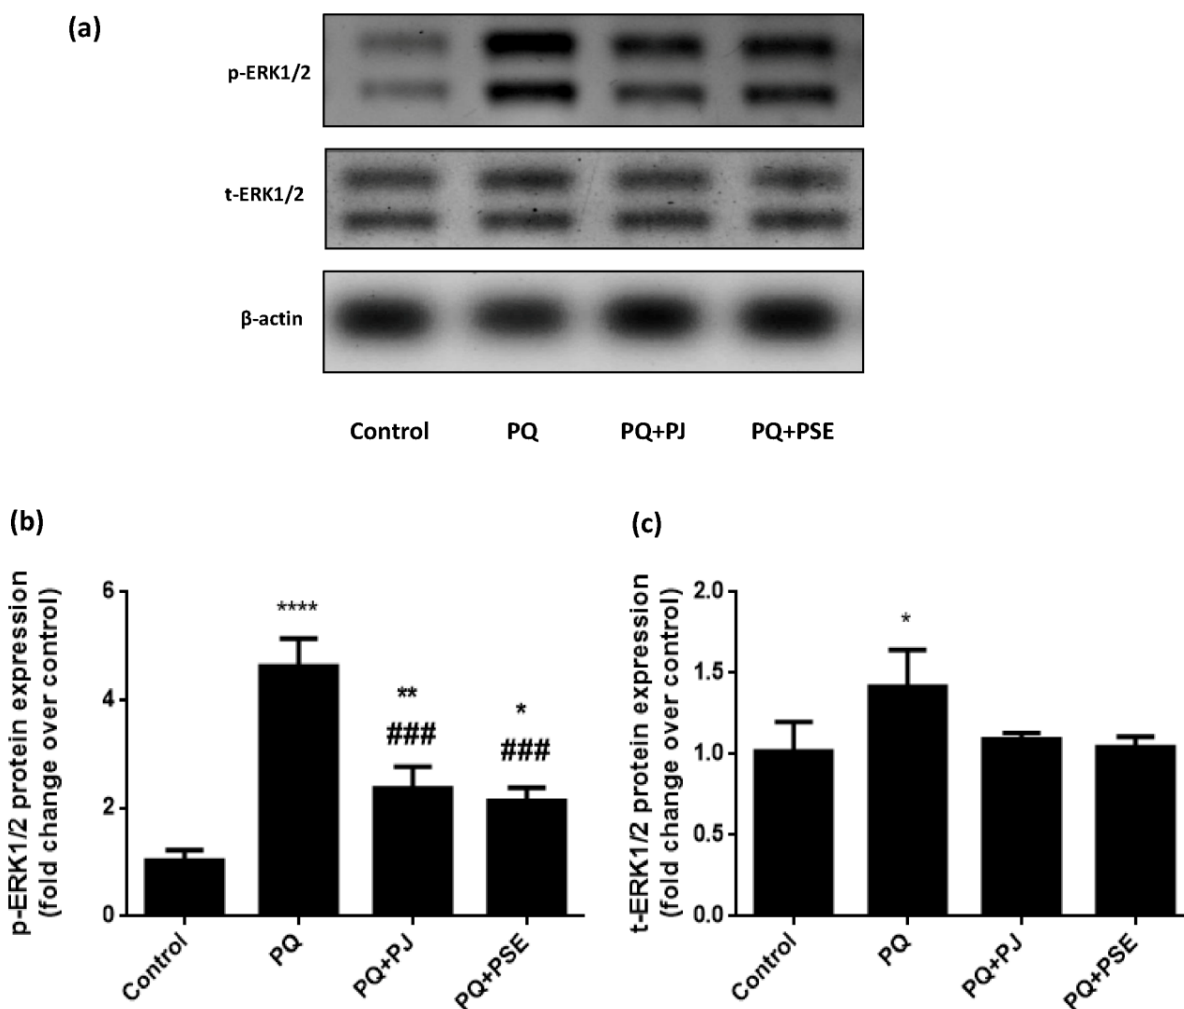 (a)
p-ERK1/2
t-ERK1/2
β-actin
Control PQ PQ+PJ PQ+PSE
(b)
p-ERK1/2 protein expression
(fold change over control)
6
4
2
0
****
**
###
*
###
Control PQ PQ+PJ PQ+PSE
(c)
t-ERK1/2 protein expression
(fold change over control)
2.0
1.5
1.0
0.5
0.0
*
Control PQ PQ+PJ PQ+PSE